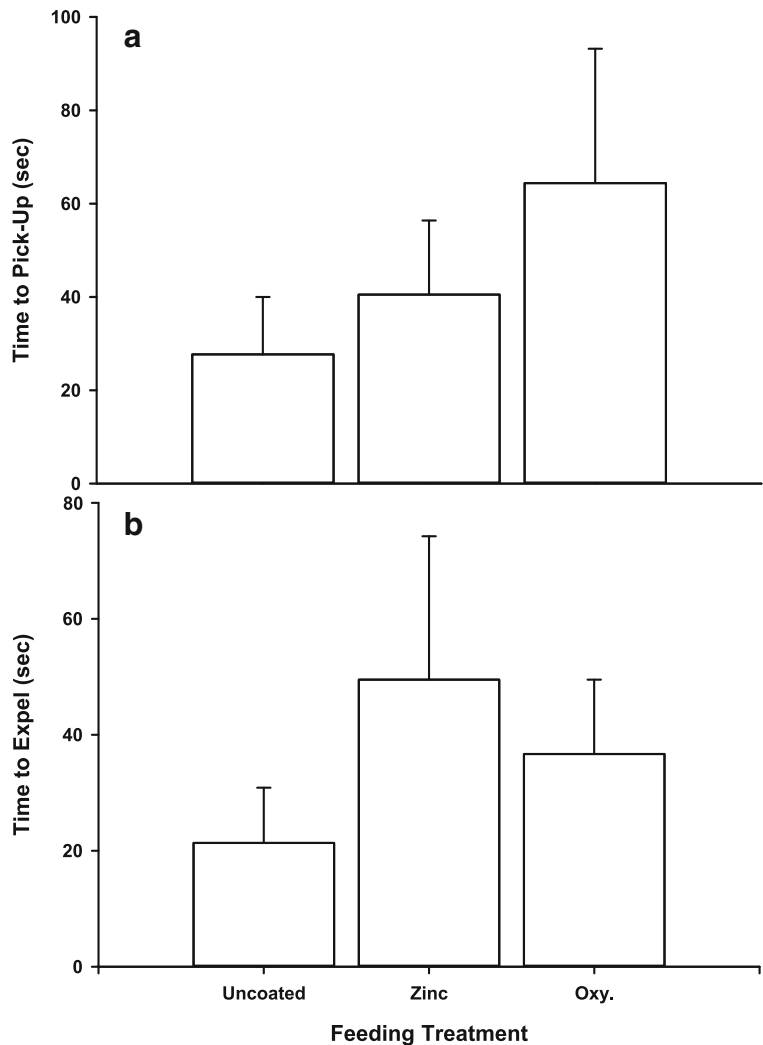 a
100
80
60
40
20
0
Time to Pick-Up (sec)
b
80
60
40
20
0
Time to Expel (sec)
Uncoated Zinc Oxy.
Feeding Treatment